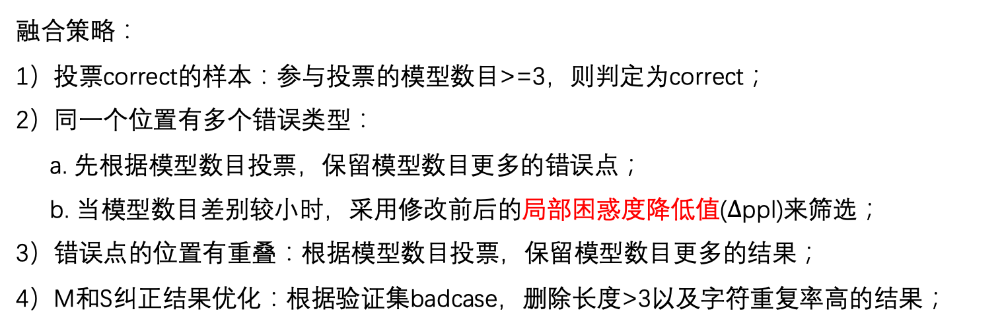 融合策略：
1）投票correct的样本：参与投票的模型数目>=3，则判定为correct；
2）同一个位置有多个错误类型：
a. 先根据模型数目投票，保留模型数目更多的错误点；
b. 当模型数目差别较小时，采用修改前后的局部困惑度降低值(Δppl)来筛选；
3）错误点的位置有重叠：根据模型数目投票，保留模型数目更多的结果；
4）M和S纠正结果优化：根据验证集badcase，删除长度>3以及字符重复率高的结果；